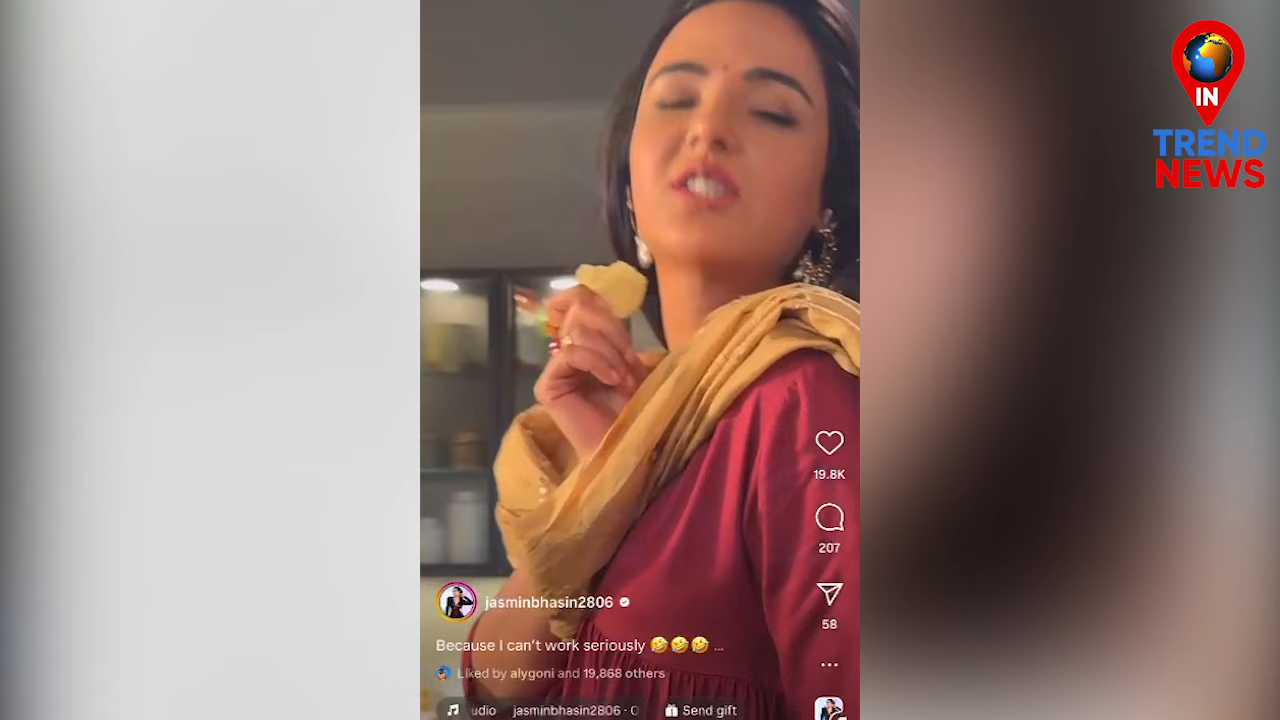 IN
TREND
NEWS
19.8K
207
58
jasminbhasin2806
Because I can't work seriously 🤣🤣🤣 ...
Liked by alygoni and 19,868 others
udio jasminbhasin2806 · O
Send gift